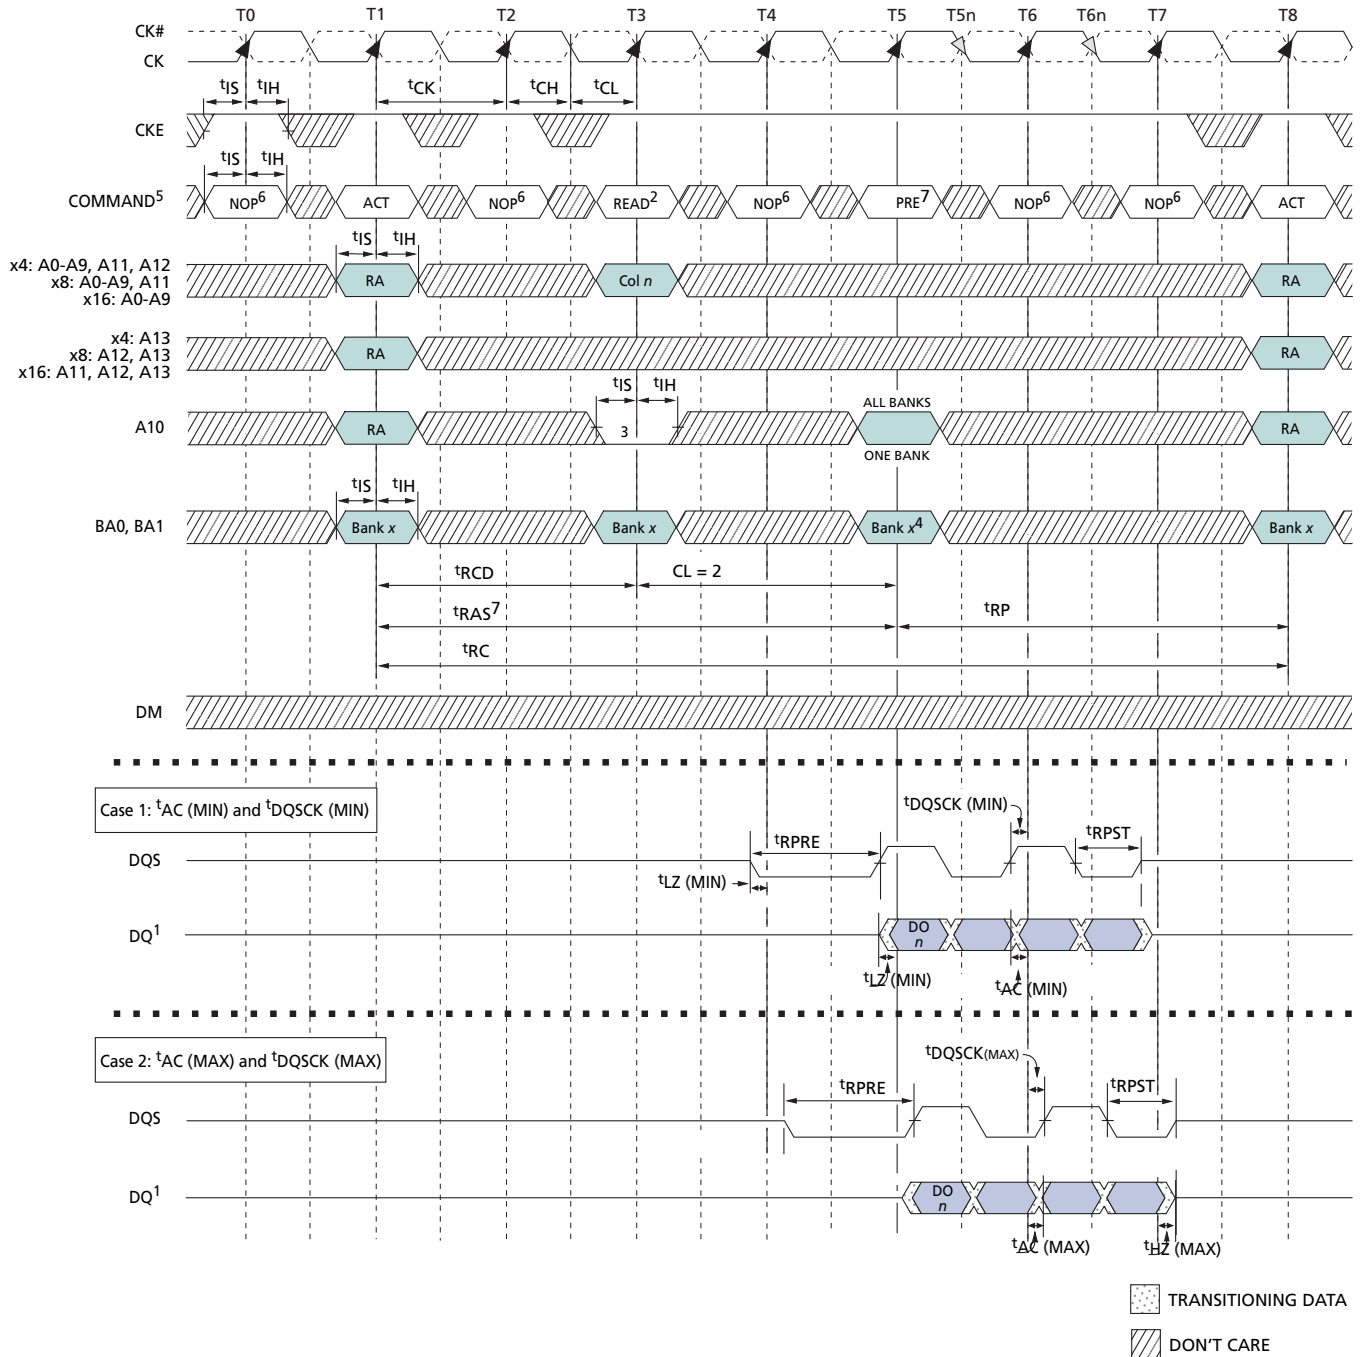 T0 T1 T2 T3 T4 T5 T5n T6 T6n T7 T8
CK#
CK
tIS tIH tCK tCH tCL
CKE
tIS tIH
COMMAND5 NOP6 ACT NOP6 READ2 NOP6 PRE7 NOP6 NOP6 ACT
tIS tIH
x4: A0-A9, A11, A12
x8: A0-A9, A11
x16: A0-A9
RA Col n RA
x4: A13
x8: A12, A13
x16: A11, A12, A13
RA RA
tIS tIH
ALL BANKS
A10 RA 3 RA
ONE BANK
tIS tIH
BA0, BA1 Bank x Bank x Bank x4 Bank x
tRCD CL = 2
tRAS7 tRP
tRC
DM
Case 1: tAC (MIN) and tDQSCK (MIN)
tDQSCK (MIN)
tRPRE tRPST
DQS
tLZ (MIN)
DQ1 DO
n
tLZ (MIN) tAC (MIN)
Case 2: tAC (MAX) and tDQSCK (MAX)
tDQSCK(MAX)
tRPRE tRPST
DQS
DQ1 DO
n
tAC (MAX) tHZ (MAX)
TRANSITIONING DATA
DON'T CARE